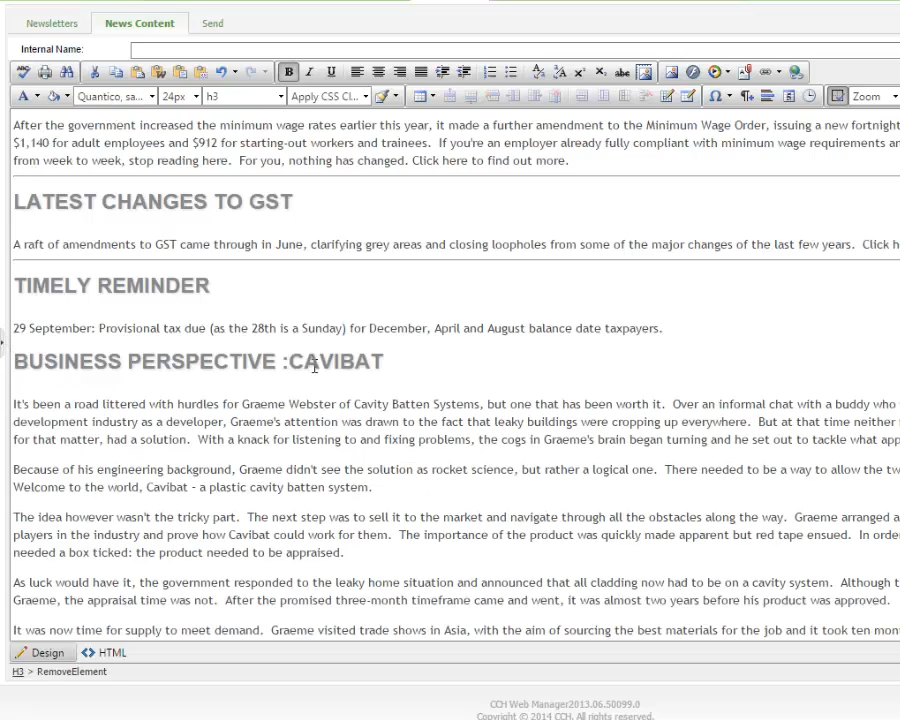 Newsletters News Content Send
Internal Name:
B I U abc
A Quantico, sa... 24px h3 Apply CSS Cl... Ω Zoom
After the government increased the minimum wage rates earlier this year, it made a further amendment to the Minimum Wage Order, issuing a new fortnight
$1,140 for adult employees and $912 for starting-out workers and trainees. If you're an employer already fully compliant with minimum wage requirements an
from week to week, stop reading here. For you, nothing has changed. Click here to find out more.
LATEST CHANGES TO GST
A raft of amendments to GST came through in June, clarifying grey areas and closing loopholes from some of the major changes of the last few years. Click h
TIMELY REMINDER
29 September: Provisional tax due (as the 28th is a Sunday) for December, April and August balance date taxpayers.
BUSINESS PERSPECTIVE :CAVIBAT
It's been a road littered with hurdles for Graeme Webster of Cavity Batten Systems, but one that has been worth it. Over an informal chat with a buddy who
development industry as a developer, Graeme's attention was drawn to the fact that leaky buildings were cropping up everywhere. But at that time neither
for that matter, had a solution. With a knack for listening to and fixing problems, the cogs in Graeme's brain began turning and he set out to tackle what app
Because of his engineering background, Graeme didn't see the solution as rocket science, but rather a logical one. There needed to be a way to allow the tw
Welcome to the world, Cavibat - a plastic cavity batten system.
The idea however wasn't the tricky part. The next step was to sell it to the market and navigate through all the obstacles along the way. Graeme arranged a
players in the industry and prove how Cavibat could work for them. The importance of the product was quickly made apparent but red tape ensued. In orde
needed a box ticked: the product needed to be appraised.
As luck would have it, the government responded to the leaky home situation and announced that all cladding now had to be on a cavity system. Although t
Graeme, the appraisal time was not. After the promised three-month timeframe came and went, it was almost two years before his product was approved.
It was now time for supply to meet demand. Graeme visited trade shows in Asia, with the aim of sourcing the best materials for the job and it took ten mon
Design HTML
H3 > RemoveElement
CCH Web Manager2013.06.50099.0
Copyright © 2014 CCH. All rights reserved.